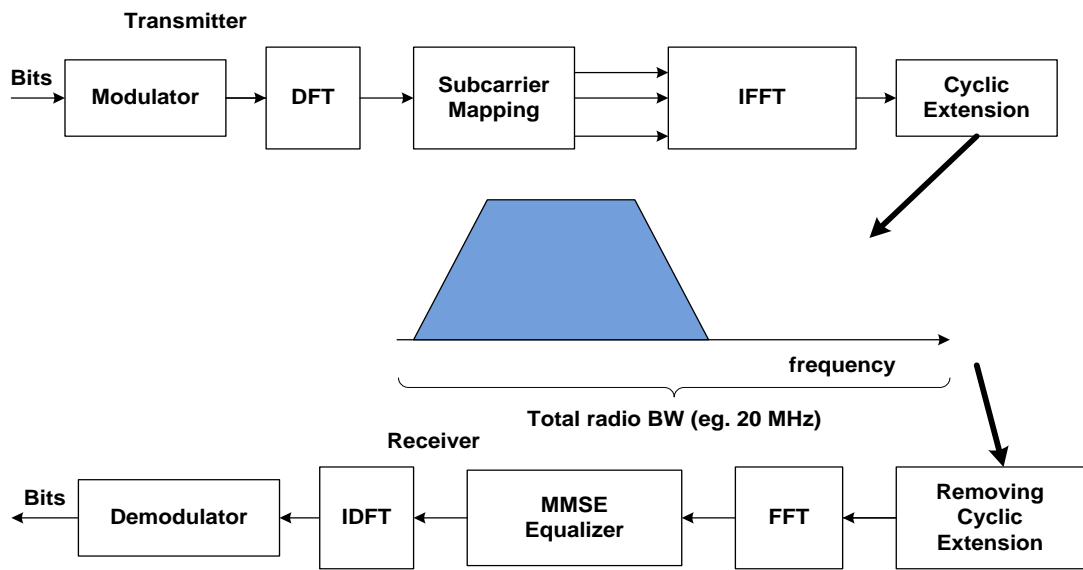 Transmitter
Bits
Modulator
DFT
Subcarrier
Mapping
IFFT
Cyclic
Extension
frequency
Total radio BW (eg. 20 MHz)
Receiver
Bits
Demodulator
IDFT
MMSE
Equalizer
FFT
Removing
Cyclic
Extension